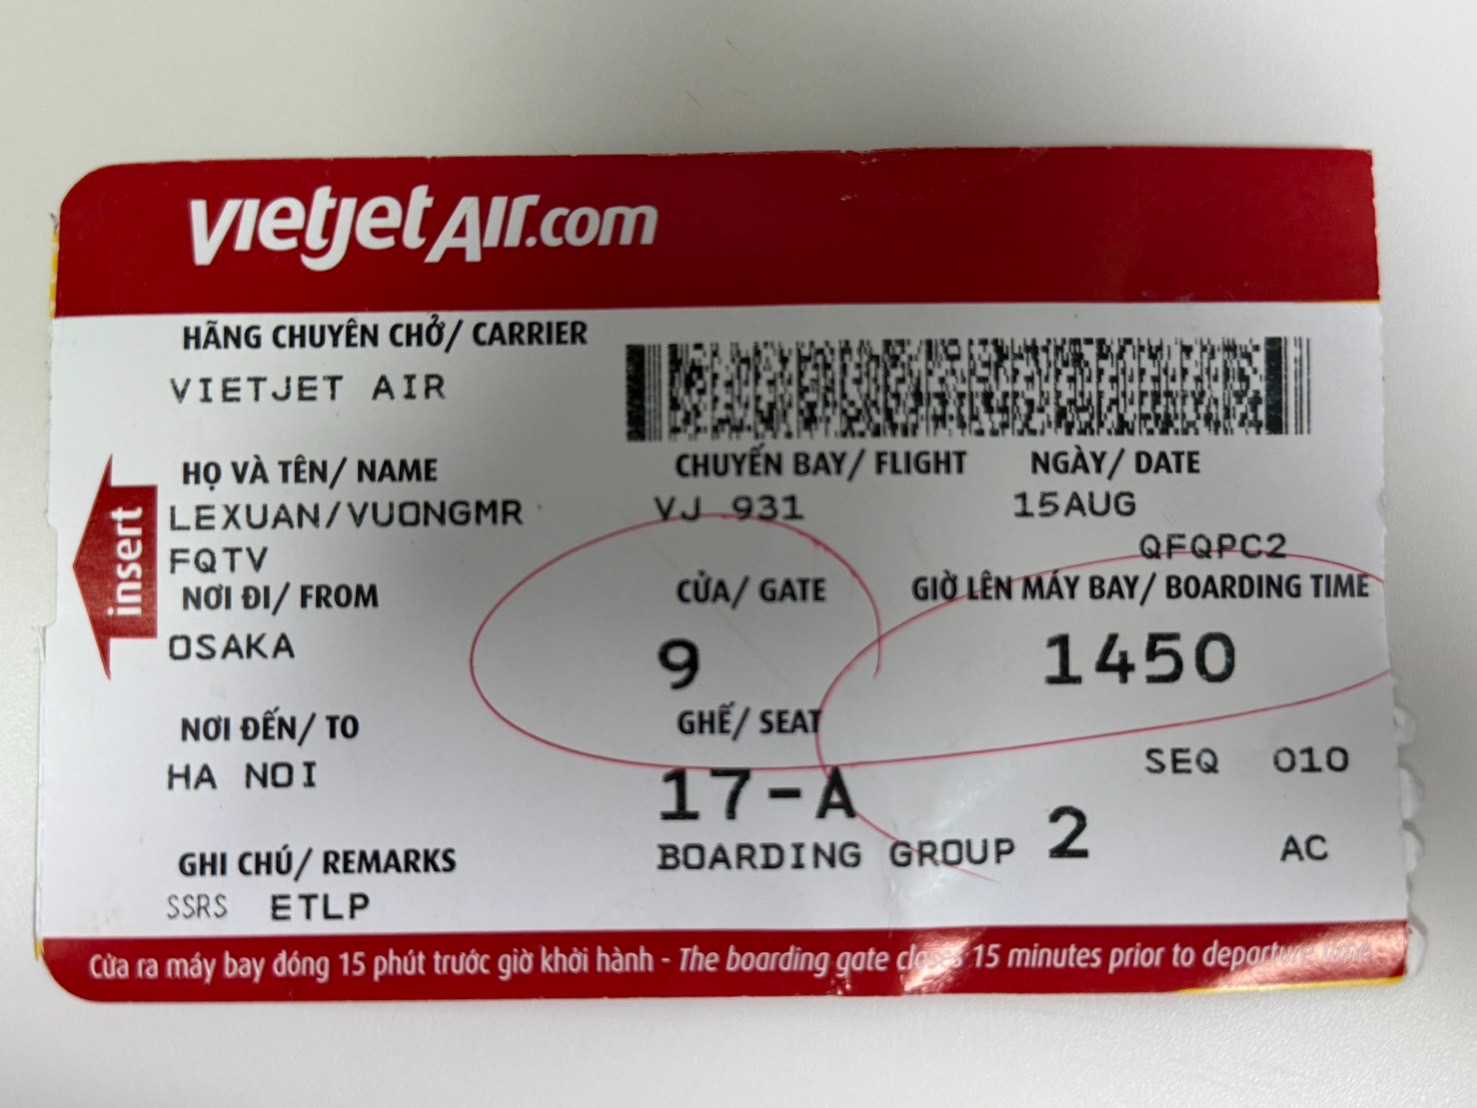 vietjetAir.com
HÃNG CHUYÊN CHỞ/ CARRIER
VIETJET AIR
HỌ VÀ TÊN/ NAME
CHUYẾN BAY/ FLIGHT
NGÀY/ DATE
LEXUAN/VUONGMR
VJ 931
15AUG
FQTV
QFQPC2
NƠI ĐI/ FROM
CỬA/ GATE
GIỜ LÊN MÁY BAY/ BOARDING TIME
OSAKA
9
1450
NƠI ĐẾN/ TO
GHẾ/ SEAT
HA NOI
17-A
SEQ 010
BOARDING GROUP 2
AC
GHI CHÚ/ REMARKS
SSRS ETLP
insert
Cửa ra máy bay đóng 15 phút trước giờ khởi hành - The boarding gate closes 15 minutes prior to departure time